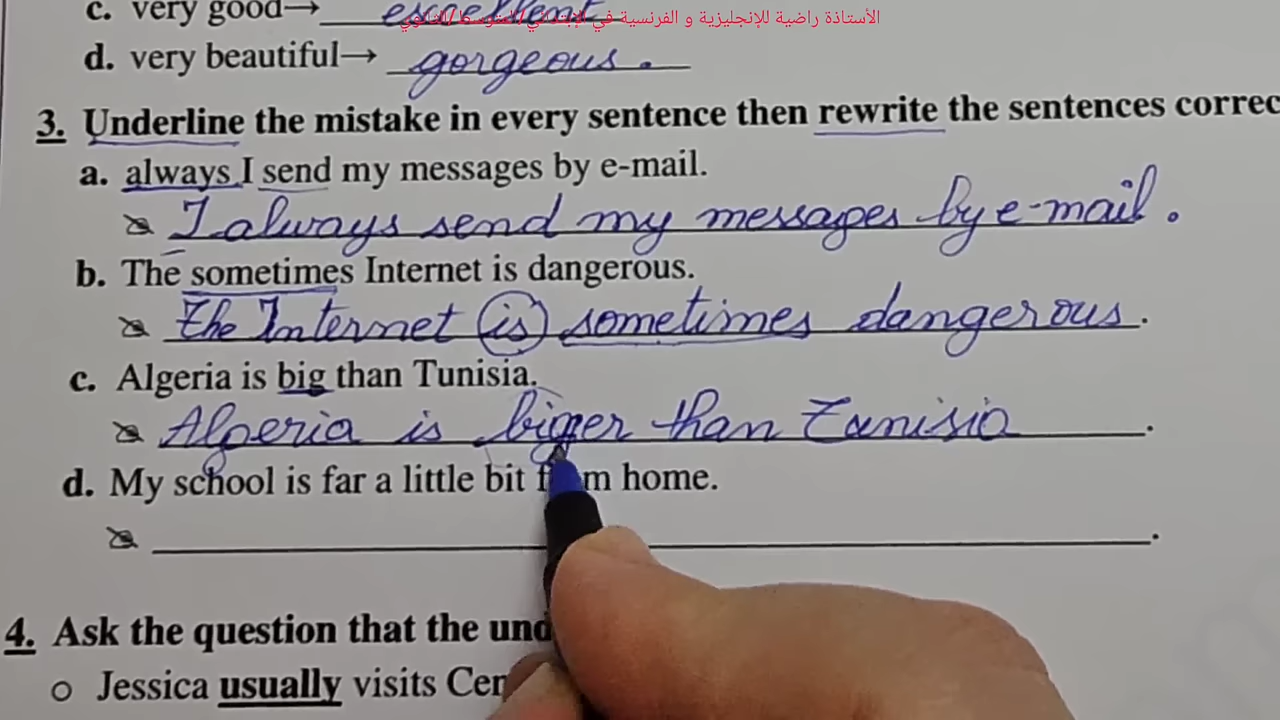 الأستاذة راضية للإنجليزية و الفرنسية في الإبتدائي/المتوسط/الثانوي
c. very good→ excellent
d. very beautiful→ gorgeous.
3. Underline the mistake in every sentence then rewrite the sentences correc
a. always I send my messages by e-mail.
I always send my messages by e-mail.
b. The sometimes Internet is dangerous.
The Internet is sometimes dangerous.
c. Algeria is big than Tunisia.
Algeria is bigger than Tunisia.
d. My school is far a little bit from home.
4. Ask the question that the und
o Jessica usually visits Cen